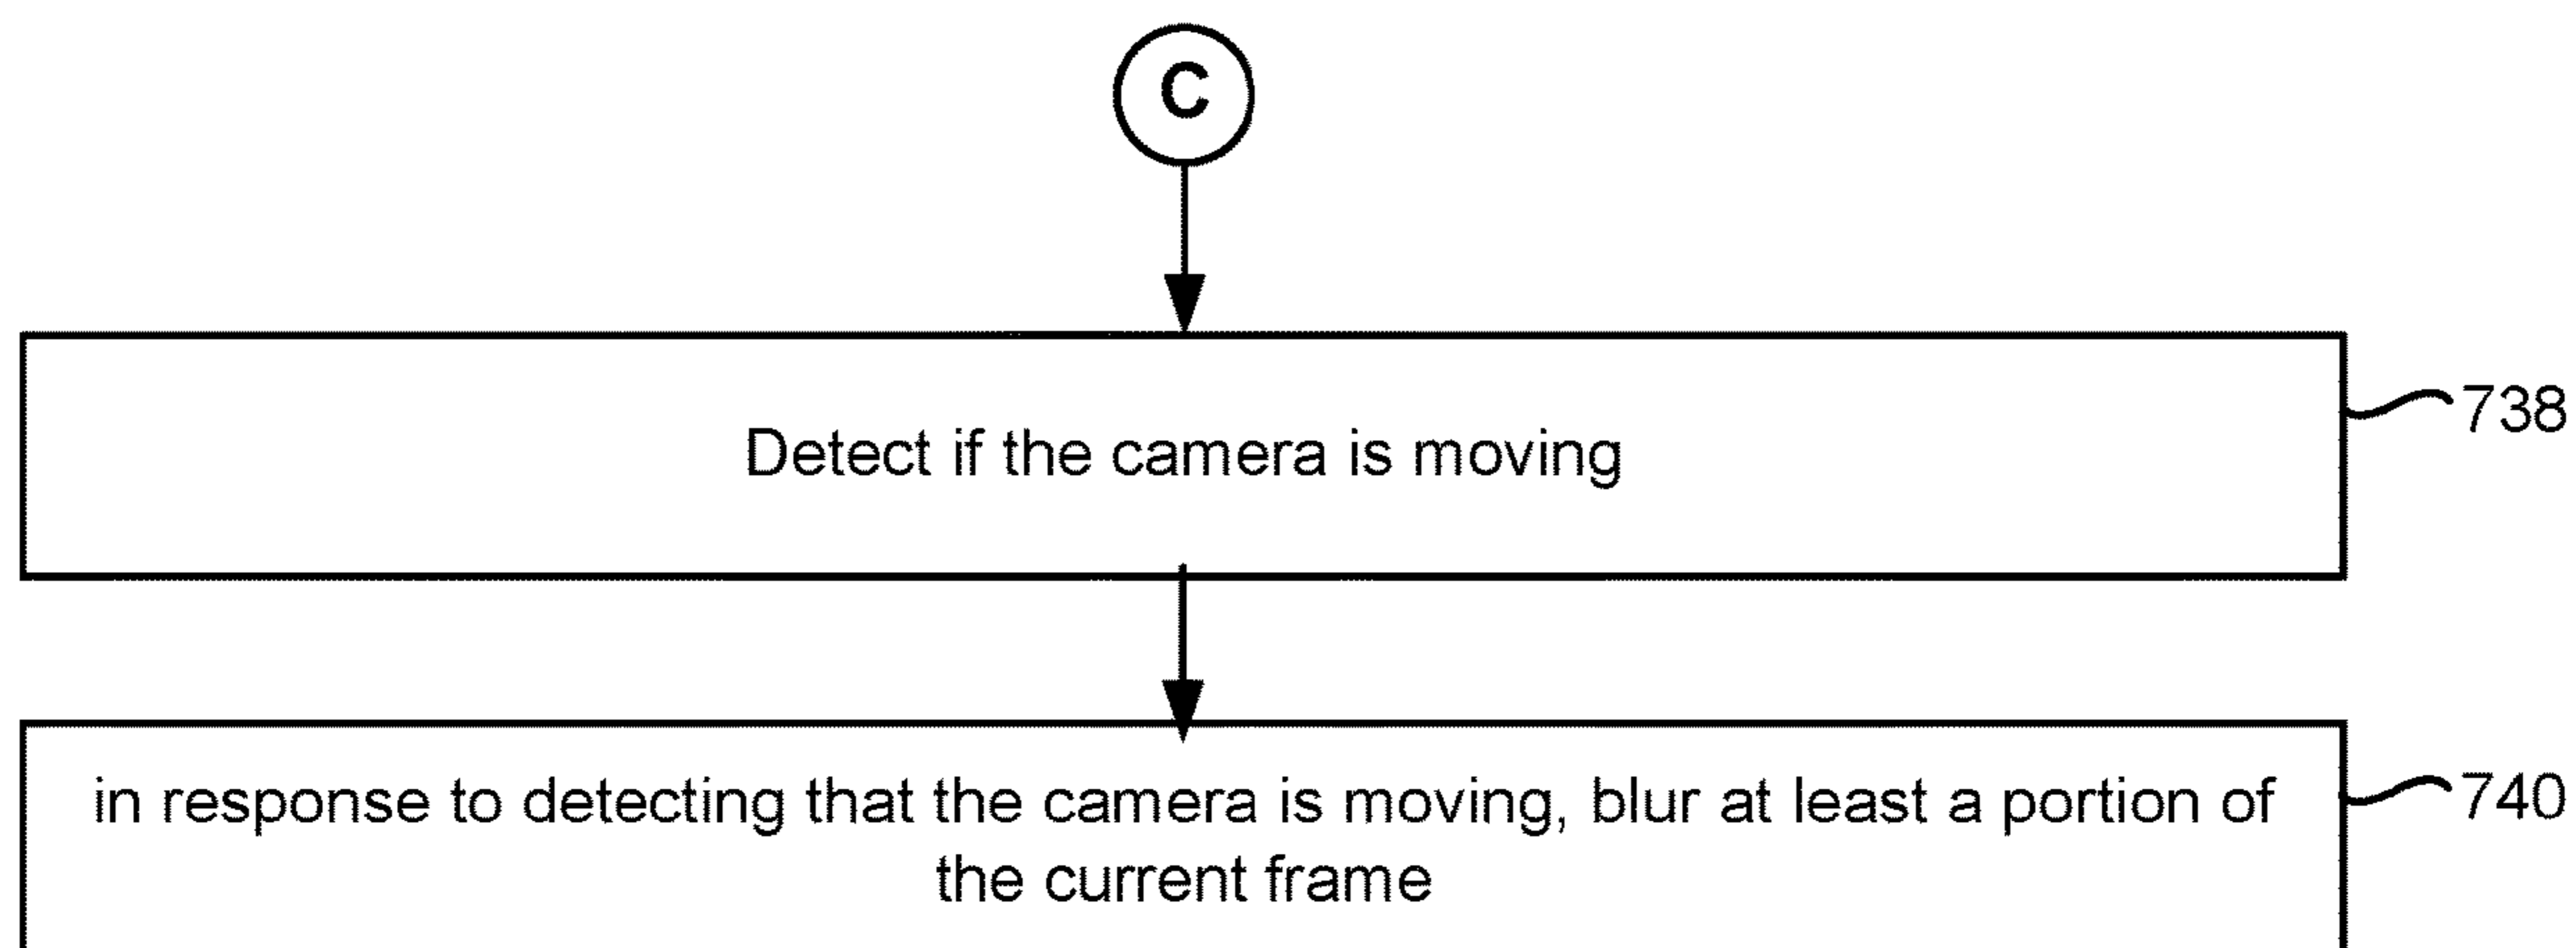 C
Detect if the camera is moving
738
in response to detecting that the camera is moving, blur at least a portion of
the current frame
740